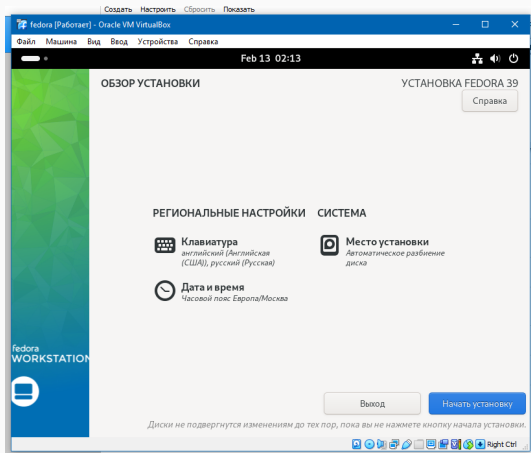 Создать Настроить Сбросить Показать
fedora [Работает] - Oracle VM VirtualBox
Файл Машина Вид Ввод Устройства Справка
Feb 13 02:13
ОБЗОР УСТАНОВКИ
УСТАНОВКА FEDORA 39
Справка
РЕГИОНАЛЬНЫЕ НАСТРОЙКИ
Клавиатура
английский (Английская
(США)), русский (Русская)
Дата и время
Часовой пояс Европа/Москва
СИСТЕМА
Место установки
Автоматическое разбиение
диска
fedora
WORKSTATION
Выход
Начать установку
Диски не подвергнутся изменениям до тех пор, пока вы не нажмете кнопку начала установки.
Right Ctrl